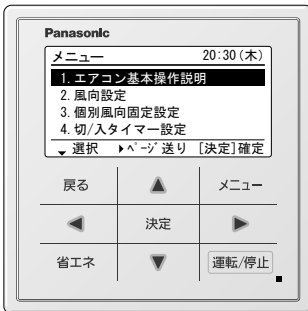 Panasonic
メニュー 20:30(木)
1. エアコン基本操作説明
2. 風向設定
3. 個別風向固定設定
4. 切/入タイマー設定
選択 ▶ページ送り [決定]確定
戻る ▲ メニュー
◀ 決定 ▶
省エネ ▼ 運転/停止